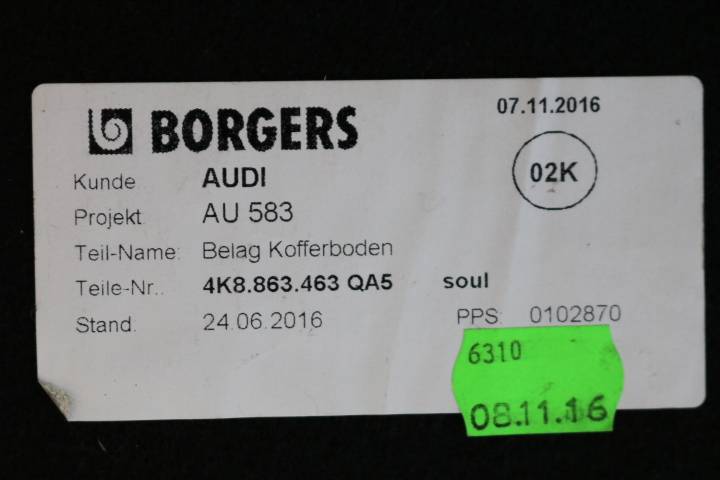 BORGERS
07.11.2016
Kunde AUDI
02K
Projekt AU 583
Teil-Name: Belag Kofferboden
Teile-Nr.: 4K8.863.463 QA5 soul
Stand: 24.06.2016 PPS: 0102870
6310
08.11.16